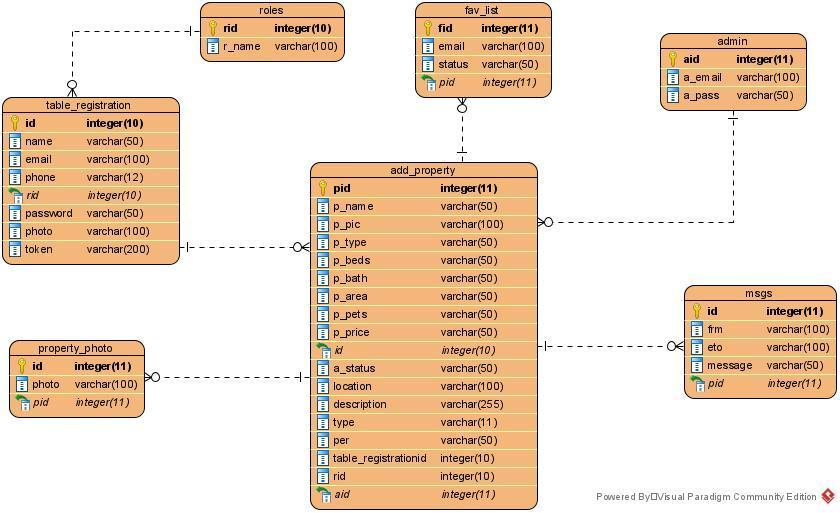 roles
rid integer(10)
r_name varchar(100)
fav_list
fid integer(11)
email varchar(100)
status varchar(50)
pid integer(11)
admin
aid integer(11)
a_email varchar(100)
a_pass varchar(50)
table_registration
id integer(10)
name varchar(50)
email varchar(100)
phone varchar(12)
rid integer(10)
password varchar(50)
photo varchar(100)
token varchar(200)
add_property
pid integer(11)
p_name varchar(50)
p_pic varchar(100)
p_type varchar(50)
p_beds varchar(50)
p_bath varchar(50)
p_area varchar(50)
p_pets varchar(50)
p_price varchar(50)
id integer(10)
a_status varchar(50)
location varchar(100)
description varchar(255)
type varchar(11)
per varchar(50)
table_registrationid integer(10)
rid integer(10)
aid integer(11)
msgs
id integer(11)
frm varchar(100)
eto varchar(100)
message varchar(50)
pid integer(11)
property_photo
id integer(11)
photo varchar(100)
pid integer(11)
Powered By□Visual Paradigm Community Edition